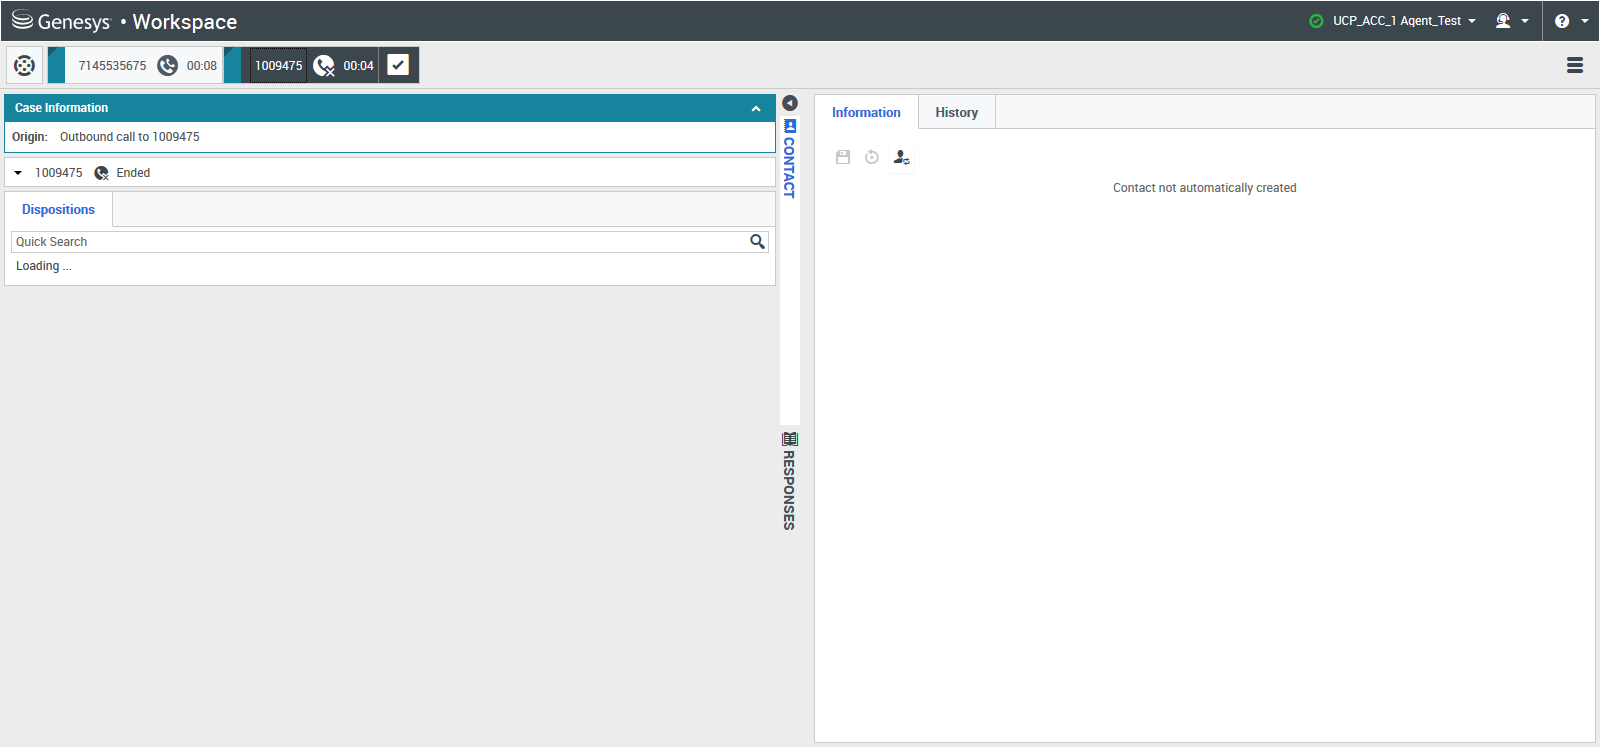 Genesys • Workspace
UCP_ACC_1 Agent_Test
7145535675 00:08 1009475 00:04
Case Information
Origin: Outbound call to 1009475
1009475 Ended
Dispositions
Quick Search
Loading ...
CONTACT
RESPONSES
Information History
Contact not automatically created